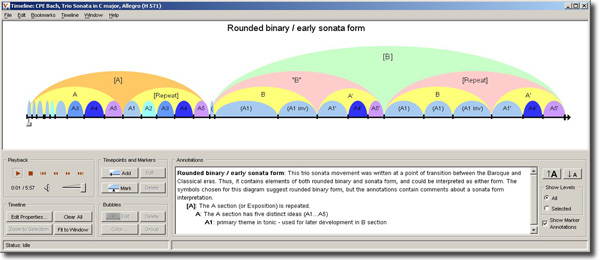 Timeline: CPE Bach, Trio Sonata in C major, Allegro (H 571)
File Edit Bookmarks Timeline Window Help
Rounded binary / early sonata form
[B]
[A] "B" [Repeat]
A [Repeat] B A' B A'
A3 A4 A5 A1 A2 A3 A4 A5 (A1) (A1 inv) A1' A4 A5' (A1) (A1 inv) A1' A4 A5'
Playback
0:01 / 5:57
Timepoints and Markers
Add Edit
Mark Delete
Timeline
Edit Properties... Clear All
Zoom to Selection Fit to Window
Bubbles
Edit Delete
Color... Group
Annotations
Rounded binary / early sonata form: This trio sonata movement was written at a point of transition between the Baroque and
Classical eras. Thus, it contains elements of both rounded binary and sonata form, and could be interpreted as either form. The
symbols chosen for this diagram suggest rounded binary form, but the annotations contain comments about a sonata form
interpretation.
[A]: The A section (or Exposition) is repeated.
A: The A section has five distinct ideas (A1...A5)
A1: primary theme in tonic - used for later development in B section
A A
Show Levels
All
Selected
Show Marker
Annotations
Status: Idle